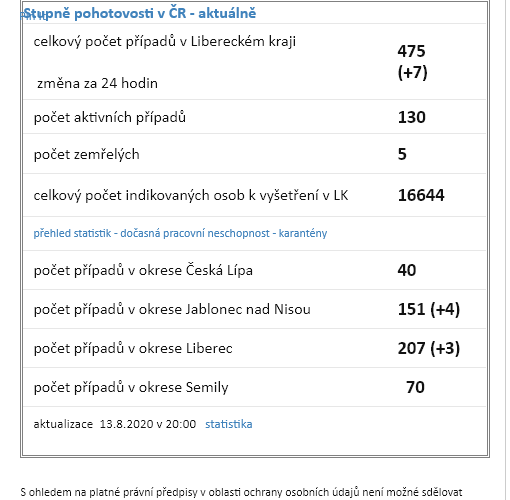 Stupně pohotovosti v ČR - aktuálně
celkový počet případů v Libereckém kraji
475
(+7)
změna za 24 hodin
počet aktivních případů 130
počet zemřelých 5
celkový počet indikovaných osob k vyšetření v LK 16644
přehled statistik - dočasná pracovní neschopnost - karantény
počet případů v okrese Česká Lípa 40
počet případů v okrese Jablonec nad Nisou 151 (+4)
počet případů v okrese Liberec 207 (+3)
počet případů v okrese Semily 70
aktualizace 13.8.2020 v 20:00 statistika
S ohledem na platné právní předpisy v oblasti ochrany osobních údajů není možné sdělovat